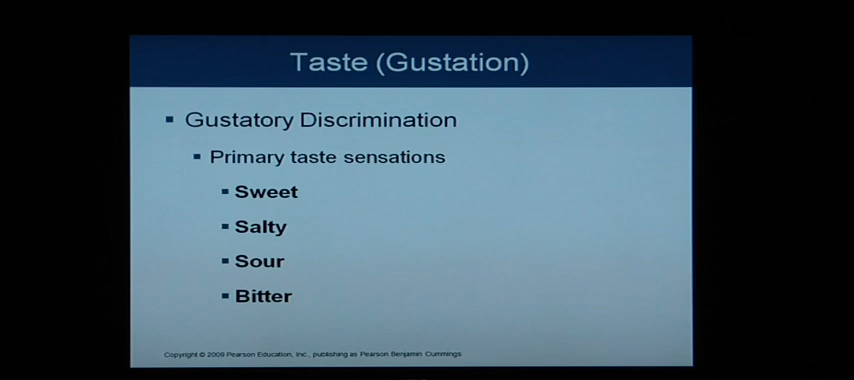 Taste (Gustation)
Gustatory Discrimination
Primary taste sensations
Sweet
Salty
Sour
Bitter
Copyright © 2009 Pearson Education, Inc., publishing as Pearson Benjamin Cummings